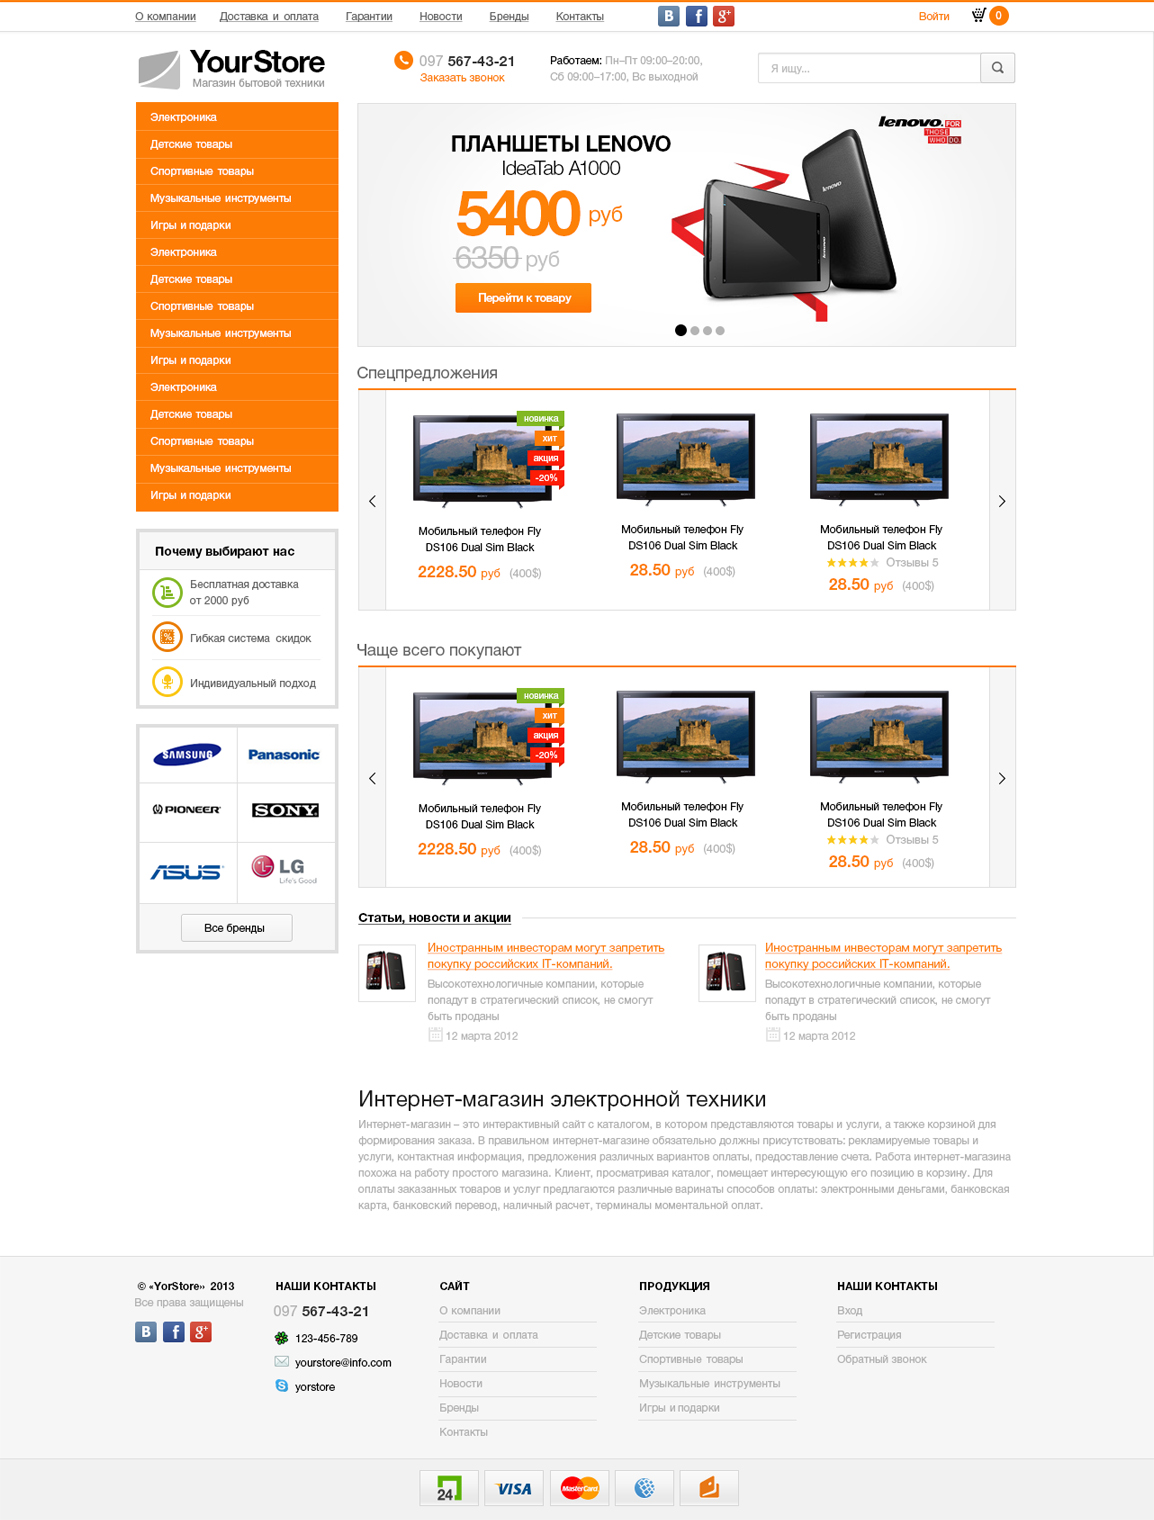 О компании Доставка и оплата Гарантии Новости Бренды Контакты B f g+ Войти 0
YourStore
Магазин бытовой техники
097 567-43-21
Заказать звонок
Работаем: Пн–Пт 09:00–20:00,
Сб 09:00–17:00, Вс выходной
Я ищу...
Электроника
Детские товары
Спортивные товары
Музыкальные инструменты
Игры и подарки
Электроника
Детские товары
Спортивные товары
Музыкальные инструменты
Игры и подарки
Электроника
Детские товары
Спортивные товары
Музыкальные инструменты
Игры и подарки
ПЛАНШЕТЫ LENOVO
IdeaTab A1000
5400 руб
6350 руб
Перейти к товару
lenovo. FOR
THOSE
WHO DO.
lenovo
Спецпредложения
новинка
хит
акция
-20%
SONY
Мобильный телефон Fly
DS106 Dual Sim Black
2228.50 руб (400$)
SONY
Мобильный телефон Fly
DS106 Dual Sim Black
28.50 руб (400$)
SONY
Мобильный телефон Fly
DS106 Dual Sim Black
Отзывы 5
28.50 руб (400$)
Почему выбирают нас
Бесплатная доставка
от 2000 руб
Гибкая система скидок
Индивидуальный подход
Чаще всего покупают
новинка
хит
акция
-20%
SONY
Мобильный телефон Fly
DS106 Dual Sim Black
2228.50 руб (400$)
SONY
Мобильный телефон Fly
DS106 Dual Sim Black
28.50 руб (400$)
SONY
Мобильный телефон Fly
DS106 Dual Sim Black
Отзывы 5
28.50 руб (400$)
SAMSUNG Panasonic
PIONEER SONY
ASUS LG
Life's Good
Все бренды
Статьи, новости и акции
Иностранным инвесторам могут запретить
покупку российских IT-компаний.
Высокотехнологичные компании, которые
попадут в стратегический список, не смогут
быть проданы
12 марта 2012
Иностранным инвесторам могут запретить
покупку российских IT-компаний.
Высокотехнологичные компании, которые
попадут в стратегический список, не смогут
быть проданы
12 марта 2012
Интернет-магазин электронной техники
Интернет-магазин – это интерактивный сайт с каталогом, в котором представляются товары и услуги, а также корзиной для
формирования заказа. В правильном интернет-магазине обязательно должны присутствовать: рекламируемые товары и
услуги, контактная информация, предложения различных вариантов оплаты, предоставление счета. Работа интернет-магазина
похожа на работу простого магазина. Клиент, просматривая каталог, помещает интересующую его позицию в корзину. Для
оплаты заказанных товаров и услуг предлагаются различные варинаты способов оплаты: электронными деньгами, банковская
карта, банковский перевод, наличный расчет, терминалы моментальной оплат.
© «YorStore» 2013
Все права защищены
B f g+
НАШИ КОНТАКТЫ
097 567-43-21
123-456-789
yourstore@info.com
yorstore
САЙТ
О компании
Доставка и оплата
Гарантии
Новости
Бренды
Контакты
ПРОДУКЦИЯ
Электроника
Детские товары
Спортивные товары
Музыкальные инструменты
Игры и подарки
НАШИ КОНТАКТЫ
Вход
Регистрация
Обратный звонок
24 VISA MasterCard